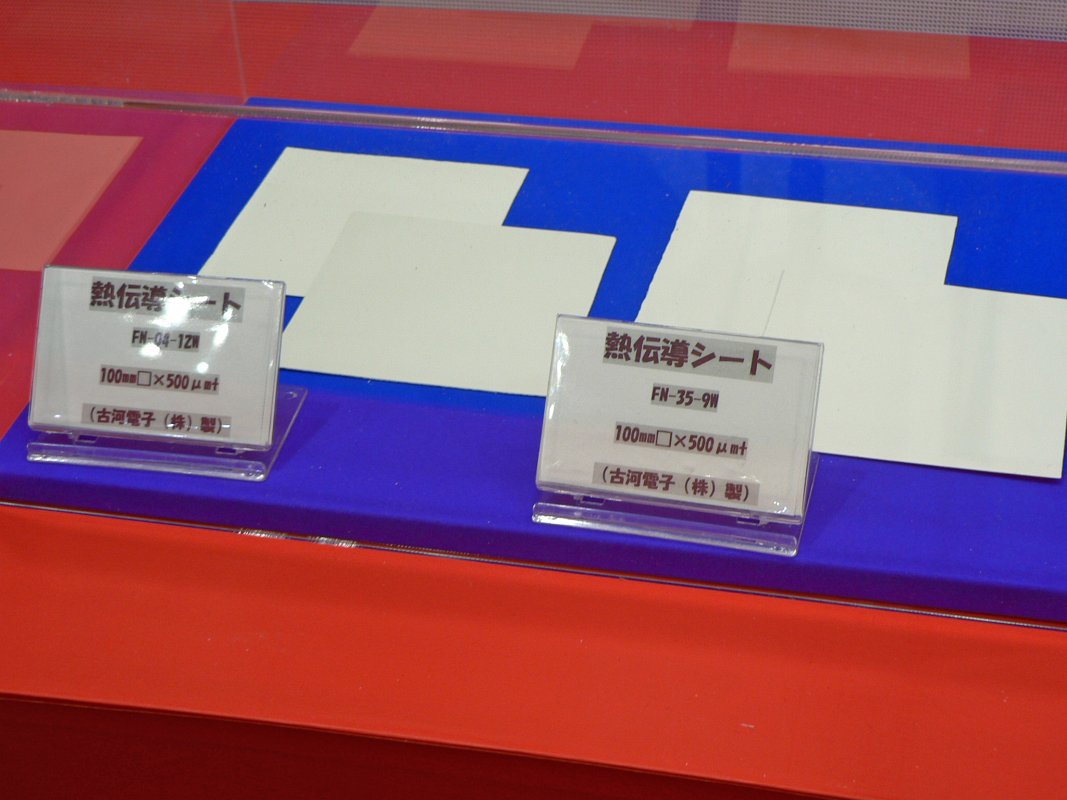 熱伝導シート
FN-04-12W
100mm□×500μmt
(古河電子(株)製)
熱伝導シート
FN-35-9W
100mm□×500μmt
(古河電子(株)製)